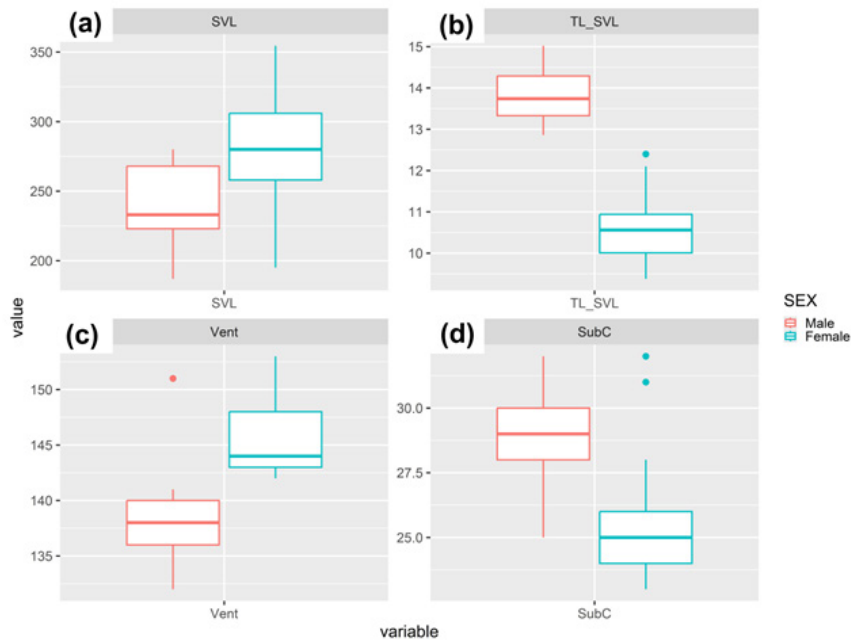 (a)
SVL
350
300
250
200
SVL
(b)
TL_SVL
15
14
13
12
11
10
TL_SVL
value
(c)
Vent
150
145
140
135
Vent
(d)
SubC
30.0
27.5
25.0
SubC
variable
SEX
Male
Female